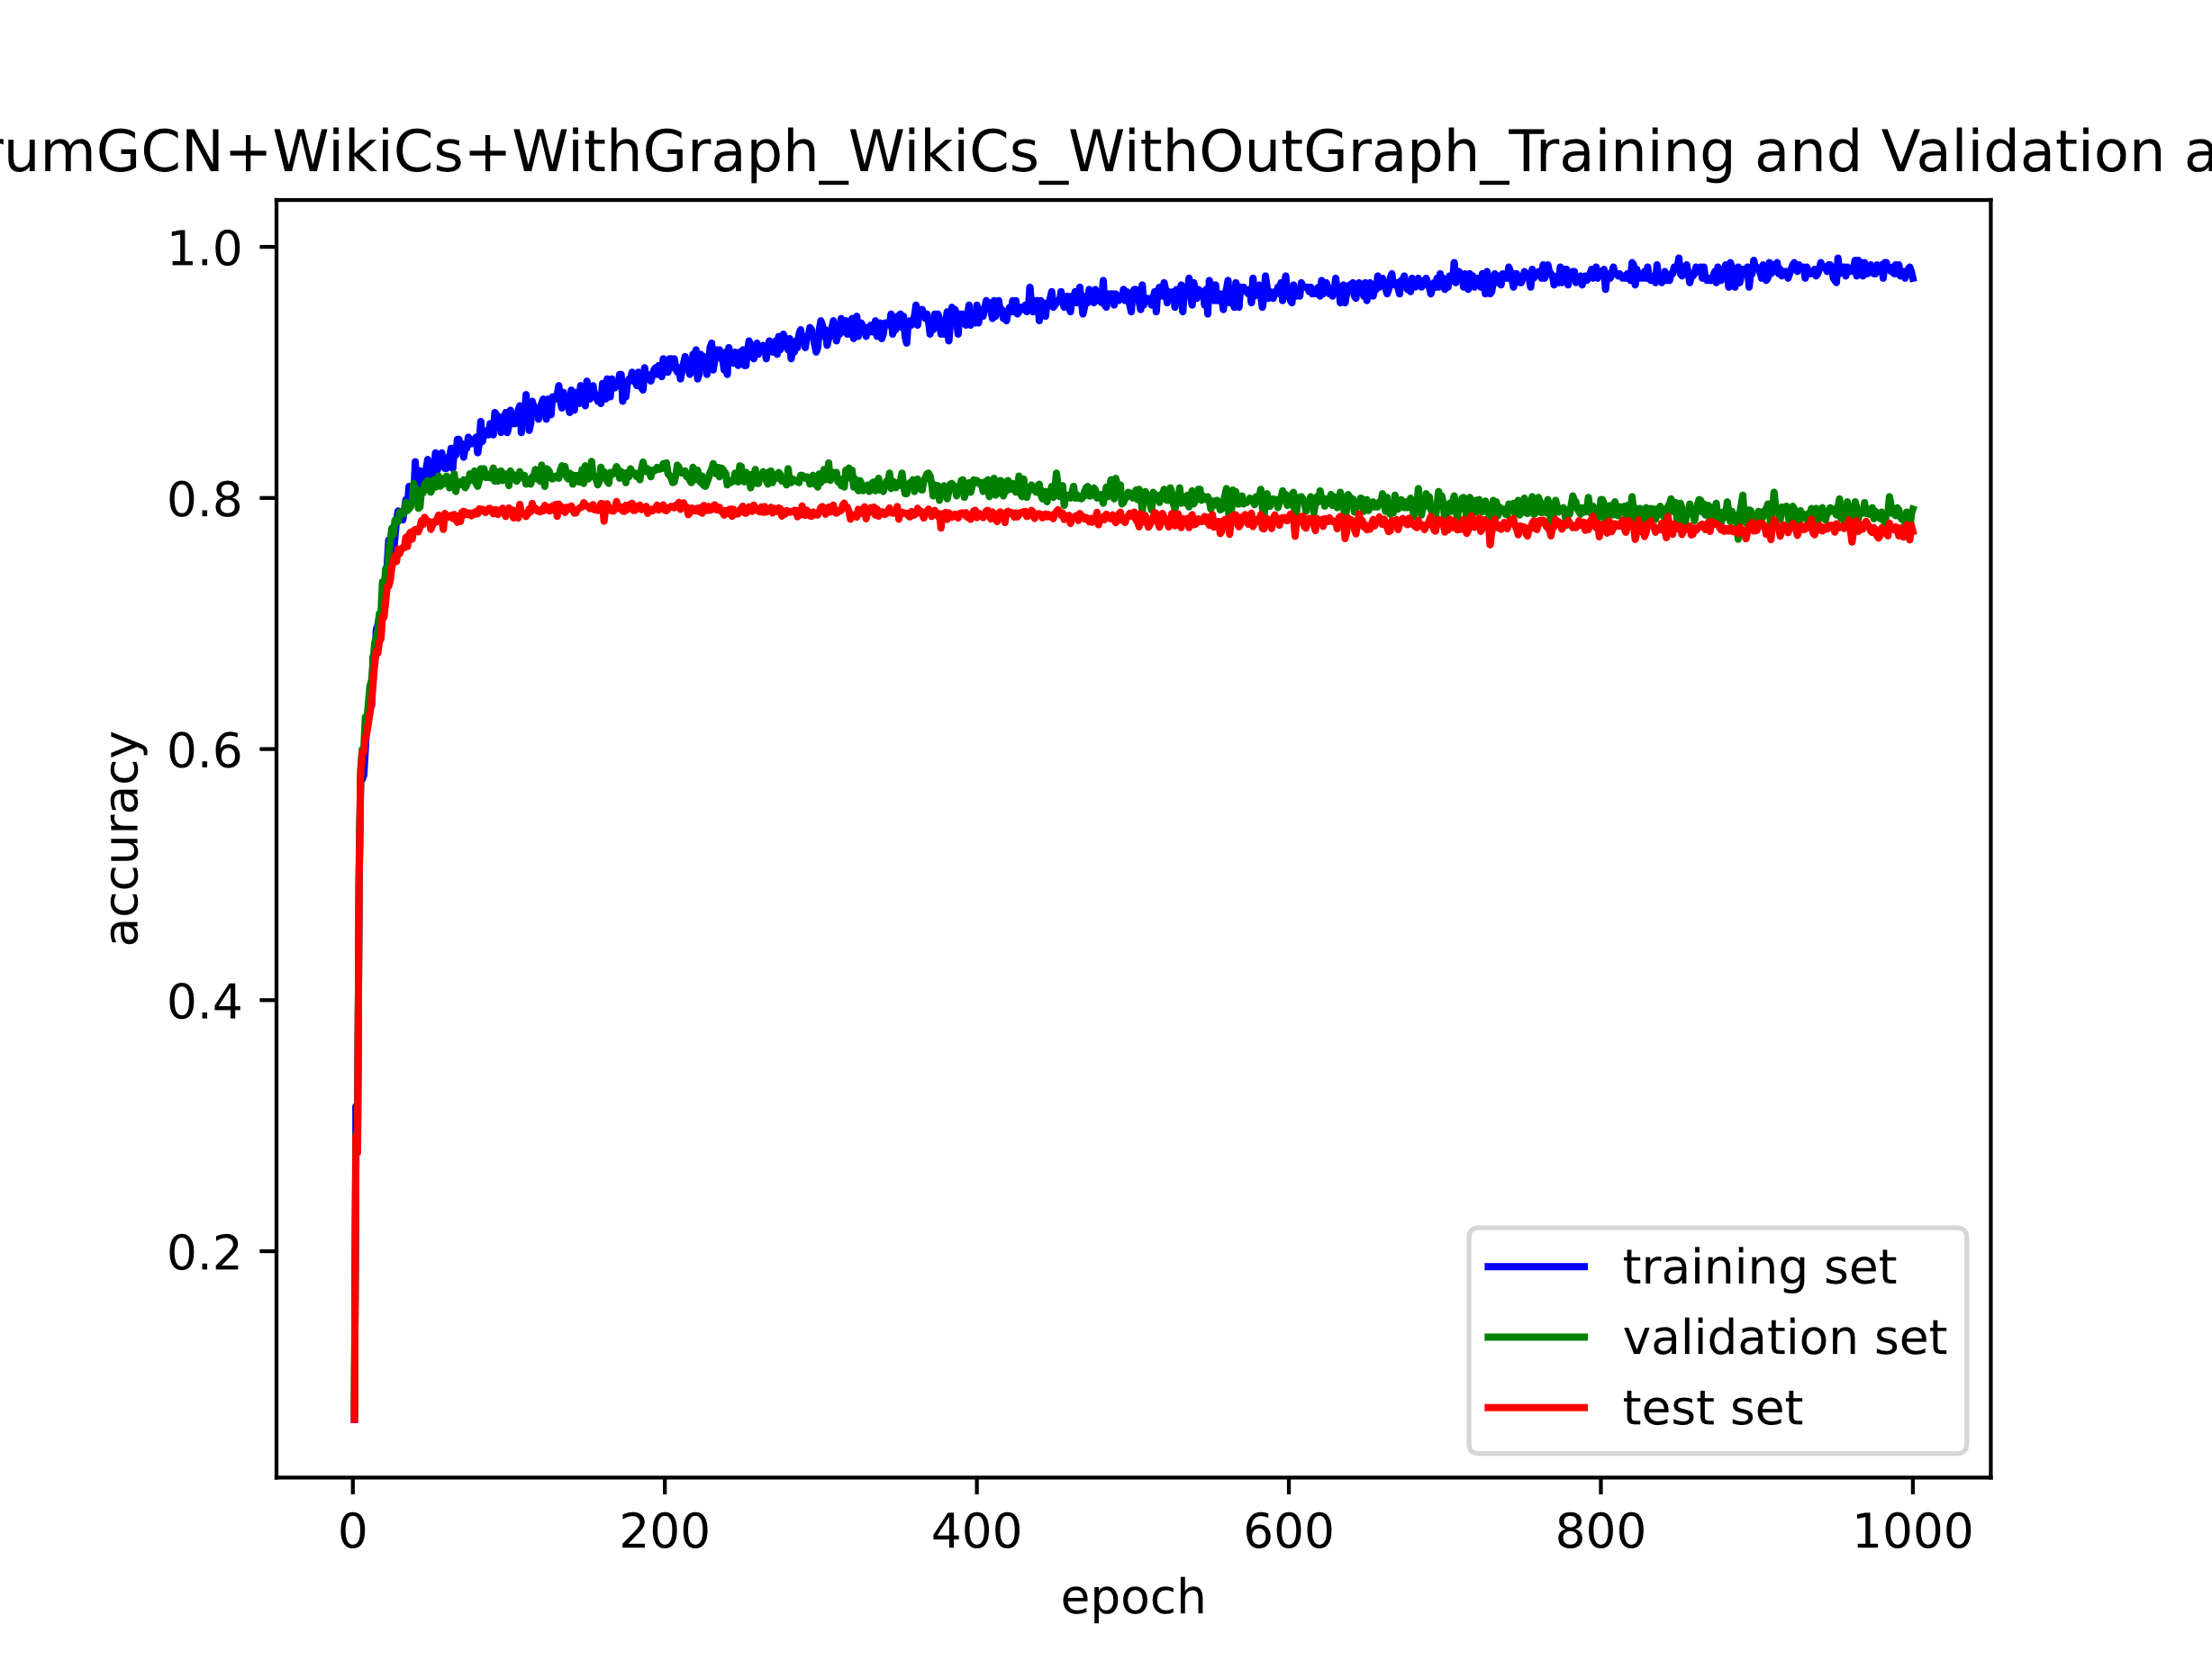 umGCN+WikiCs+WithGraph_WikiCs_WithOutGraph_Training and Validation a
1.0
0.8
0.6
0.4
0.2
accuracy
training set
validation set
test set
0 200 400 600 800 1000
epoch